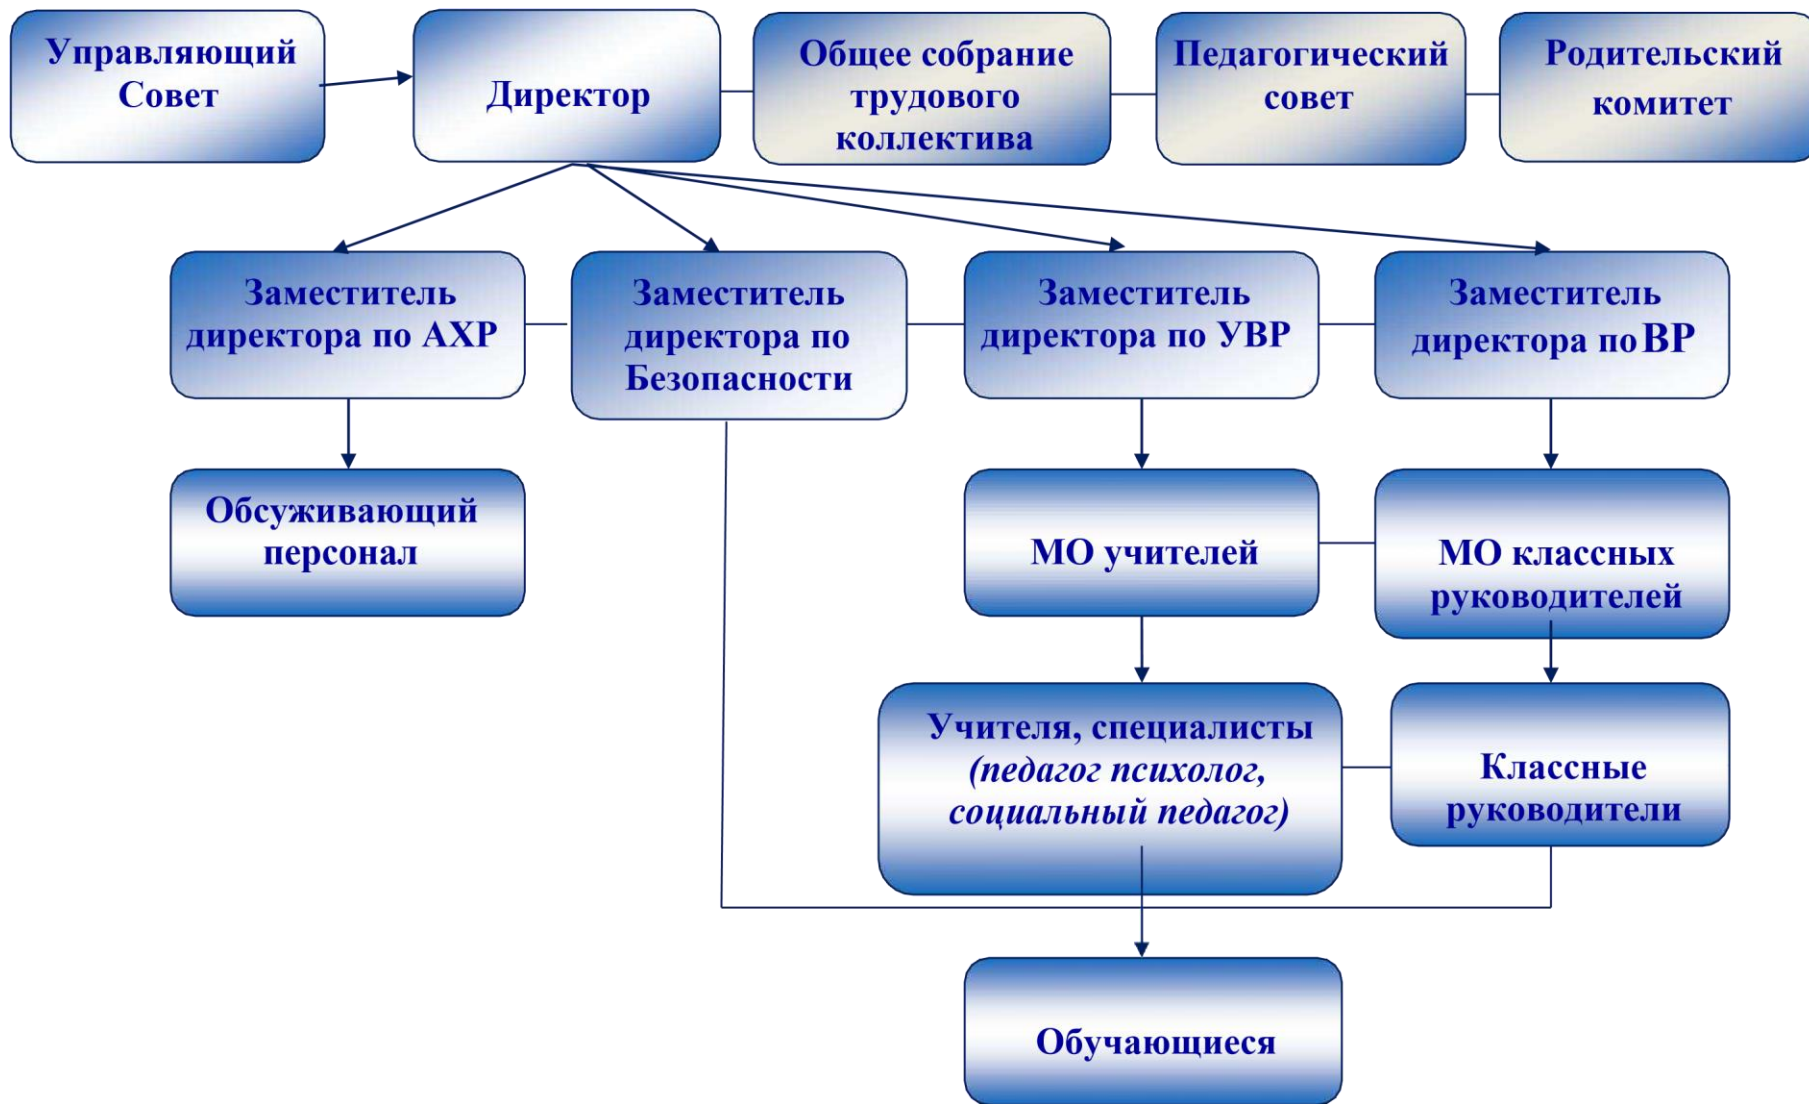 Управляющий
Совет
Директор
Общее собрание
трудового
коллектива
Педагогический
совет
Родительский
комитет
Заместитель
директора по АХР
Заместитель
директора по
Безопасности
Заместитель
директора по УВР
Заместитель
директора по ВР
Обсуживающий
персонал
МО учителей
МО классных
руководителей
Учителя, специалисты
(педагог психолог,
социальный педагог)
Классные
руководители
Обучающиеся